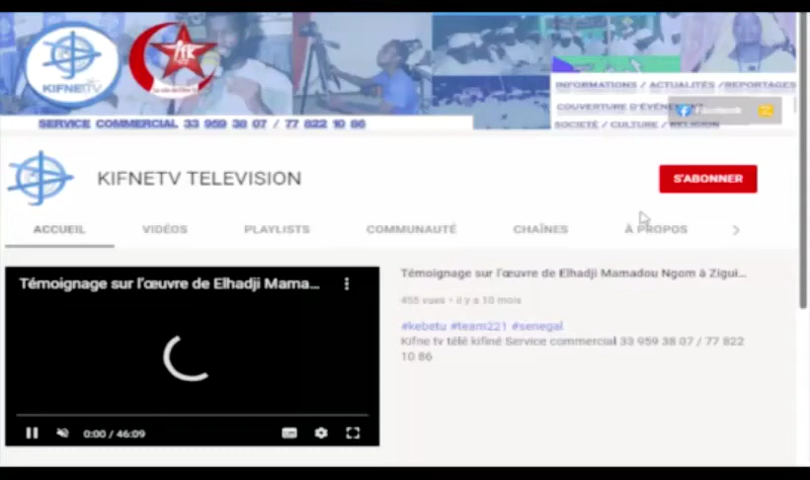 KIFNETV
INFORMATIONS / ACTUALITÉS / REPORTAGES
COUVERTURE D'ÉVÉNE
SOCIÉTÉ / CULTURE / RELIGION
SERVICE COMMERCIAL 33 959 38 07 / 77 822 10 86
KIFNETV TELEVISION
S'ABONNER
ACCUEIL VIDÉOS PLAYLISTS COMMUNAUTÉ CHAÎNES À PROPOS
Témoignage sur l'œuvre de Elhadji Mama...
0:00 / 46:09
Témoignage sur l'œuvre de Elhadji Mamadou Ngom à Zigui...
455 vues • il y a 10 mois
#kebetu #team221 #senegal
Kifne tv télé kifiné Service commercial 33 959 38 07 / 77 822
10 86